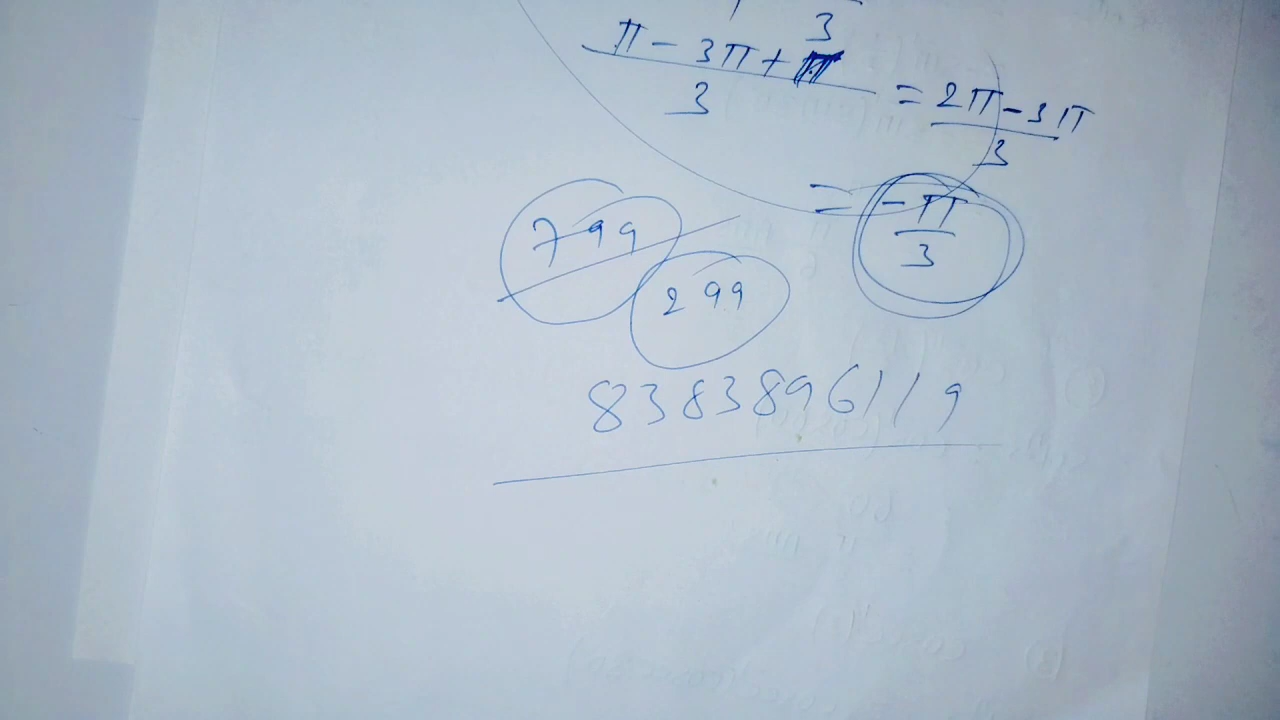 3
π - 3π + π
3
= 2π - 3π
3
= -π
3
799
299
8383896119